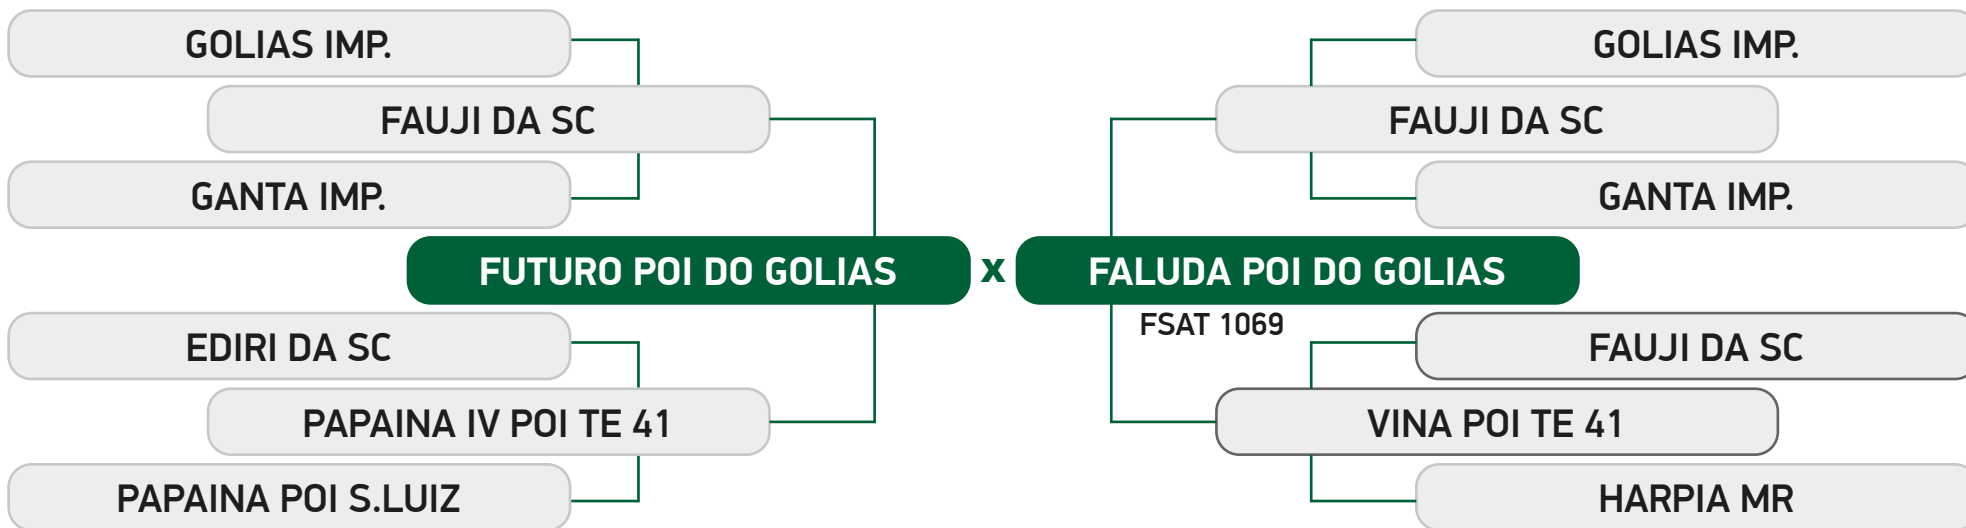 GOLIAS IMP.
FAUJI DA SC
GANTA IMP.
FUTURO POI DO GOLIAS
EDIRI DA SC
PAPAINA IV POI TE 41
PAPAINA POI S.LUIZ
x
GOLIAS IMP.
FAUJI DA SC
GANTA IMP.
FALUDA POI DO GOLIAS
FSAT 1069
FAUJI DA SC
VINA POI TE 41
HARPIA MR